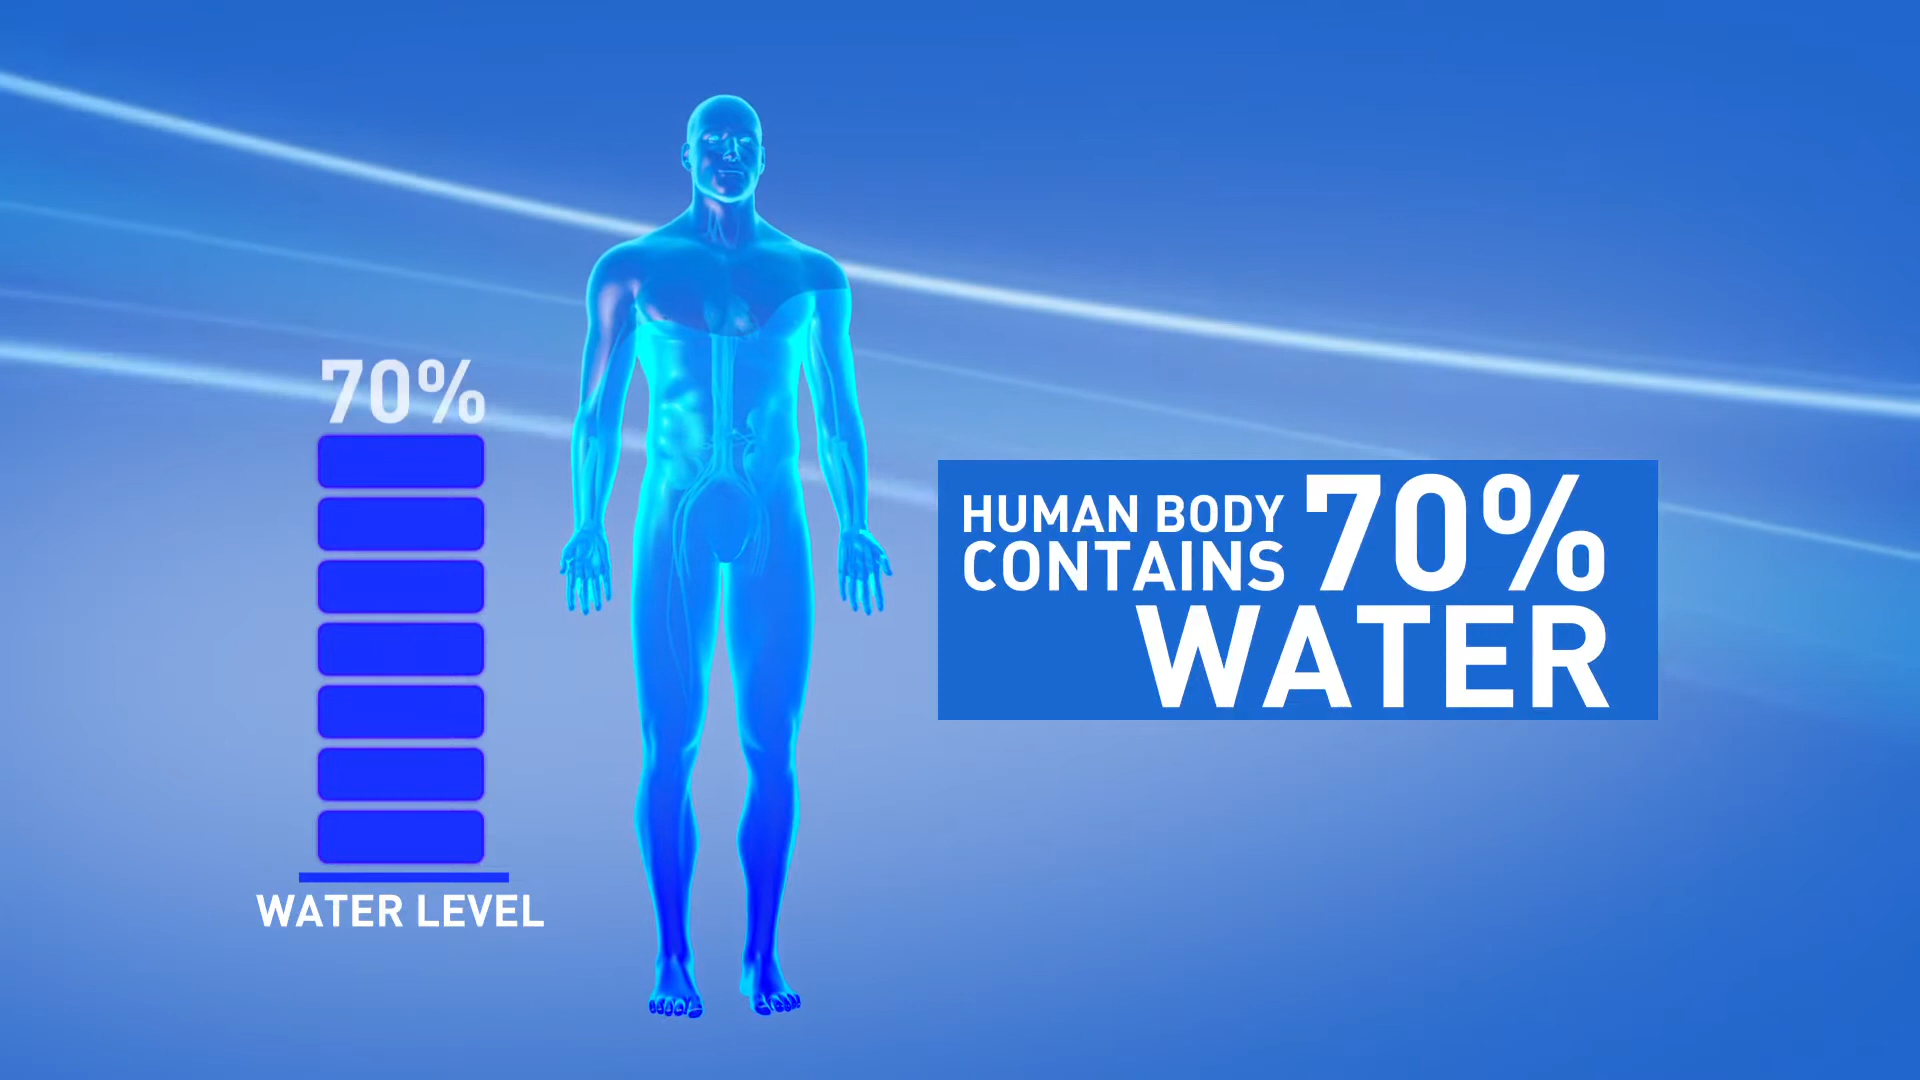 70%
WATER LEVEL
HUMAN BODY
CONTAINS 70%
WATER